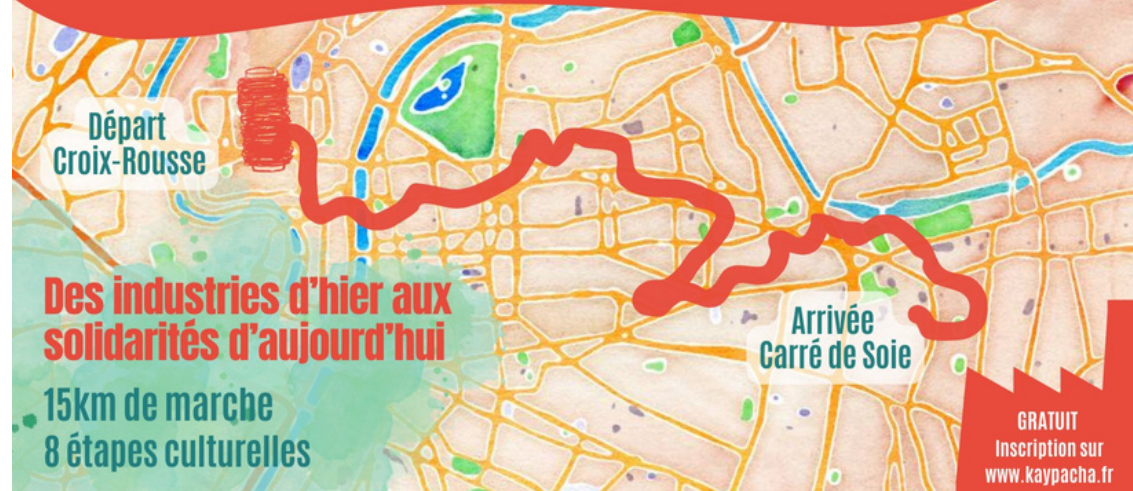 Départ
Croix-Rousse
Des industries d'hier aux
solidarités d'aujourd'hui
15km de marche
8 étapes culturelles
Arrivée
Carré de Soie
GRATUIT
Inscription sur
www.kaypacha.fr